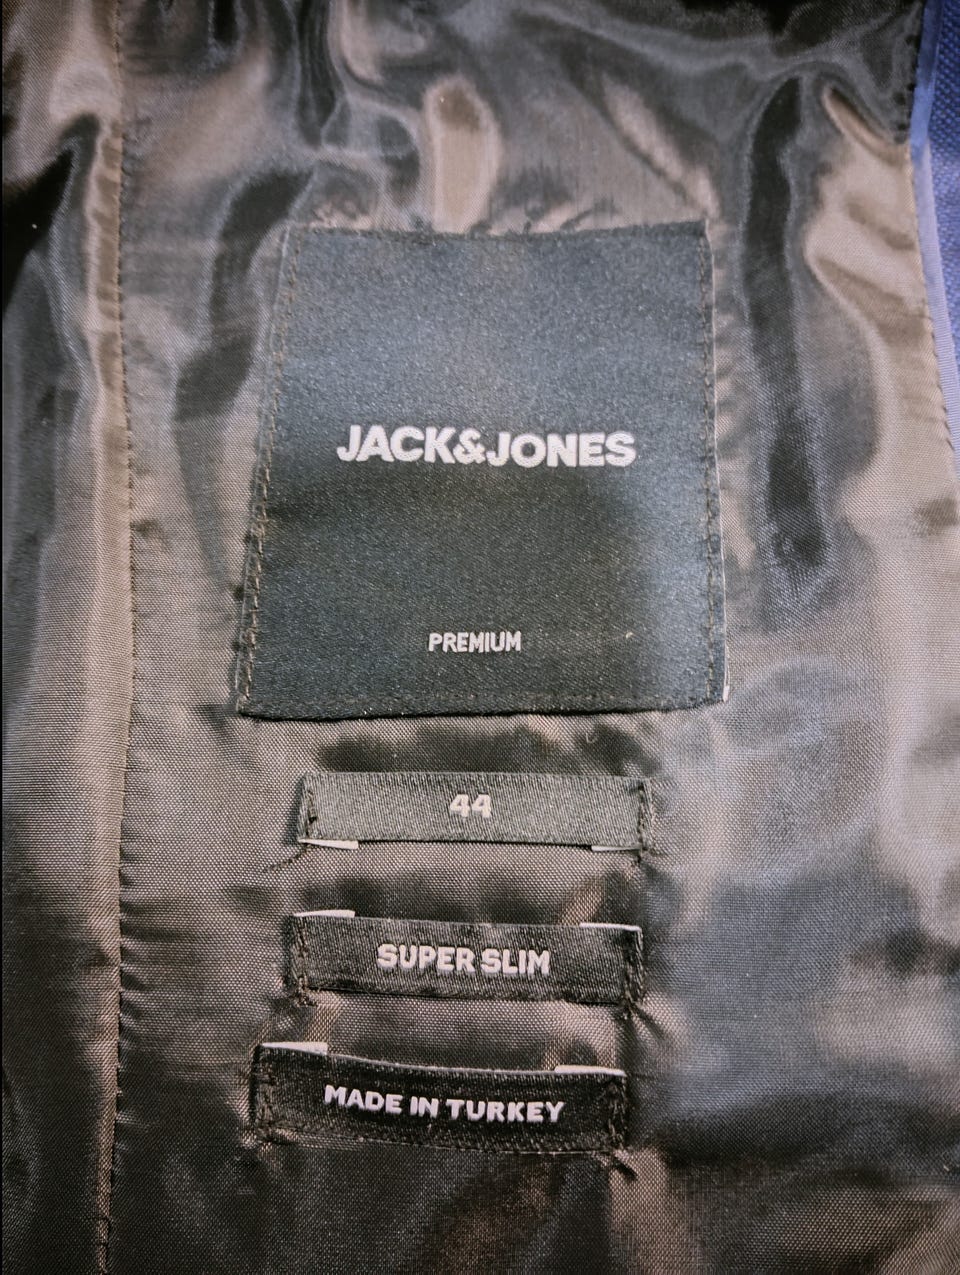 JACK&JONES
PREMIUM
44
SUPER SLIM
MADE IN TURKEY